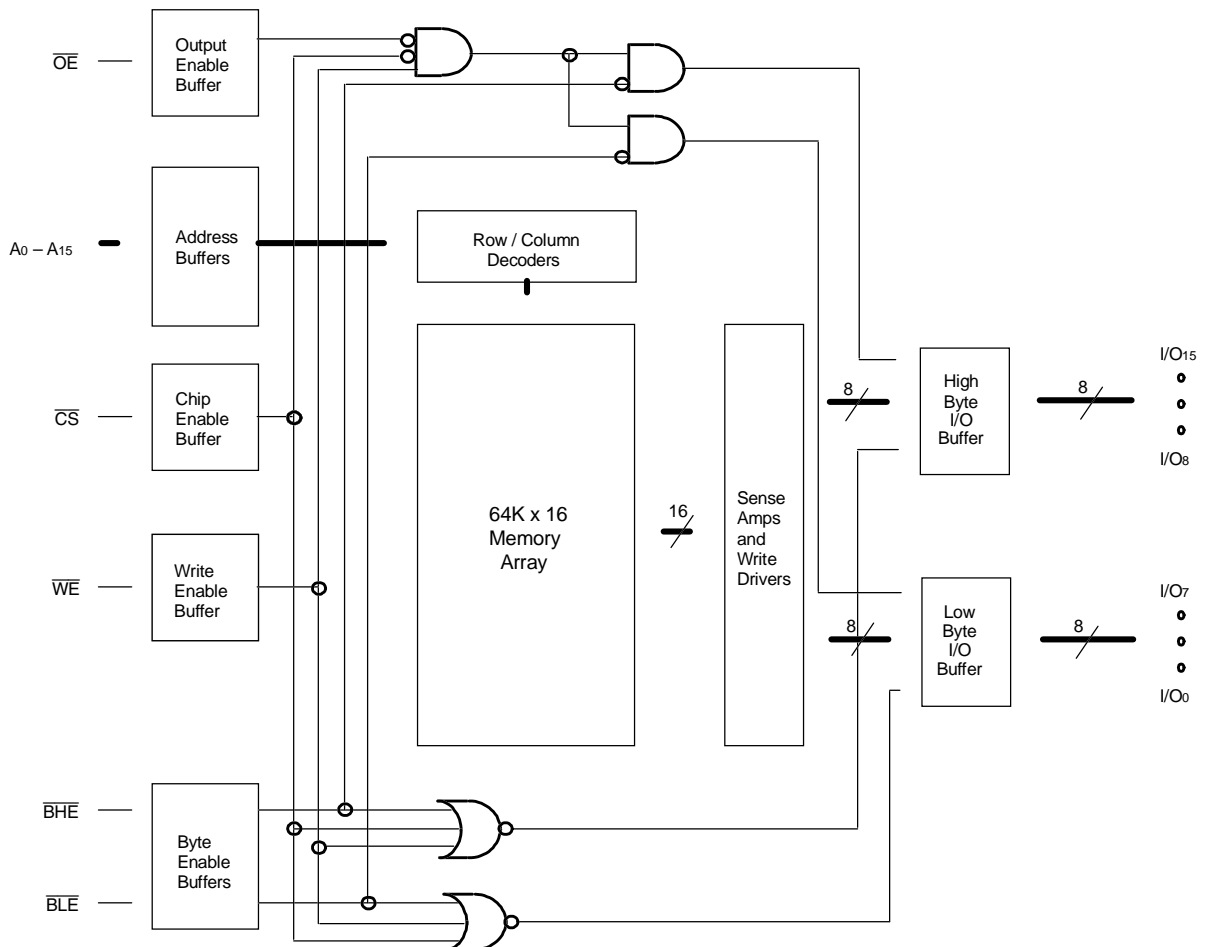 OE
Output
Enable
Buffer
A0 – A15
Address
Buffers
Row / Column
Decoders
CS
Chip
Enable
Buffer
WE
Write
Enable
Buffer
64K x 16
Memory
Array
16
Sense
Amps
and
Write
Drivers
8
High
Byte
I/O
Buffer
8
I/O15
I/O8
8
Low
Byte
I/O
Buffer
8
I/O7
I/O0
BHE
Byte
Enable
Buffers
BLE